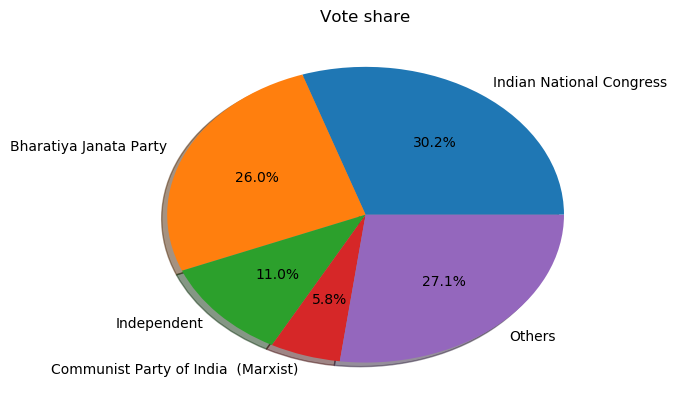 Vote share
Indian National Congress
30.2%
Bharatiya Janata Party
26.0%
11.0%
Independent
5.8%
Communist Party of India  (Marxist)
27.1%
Others